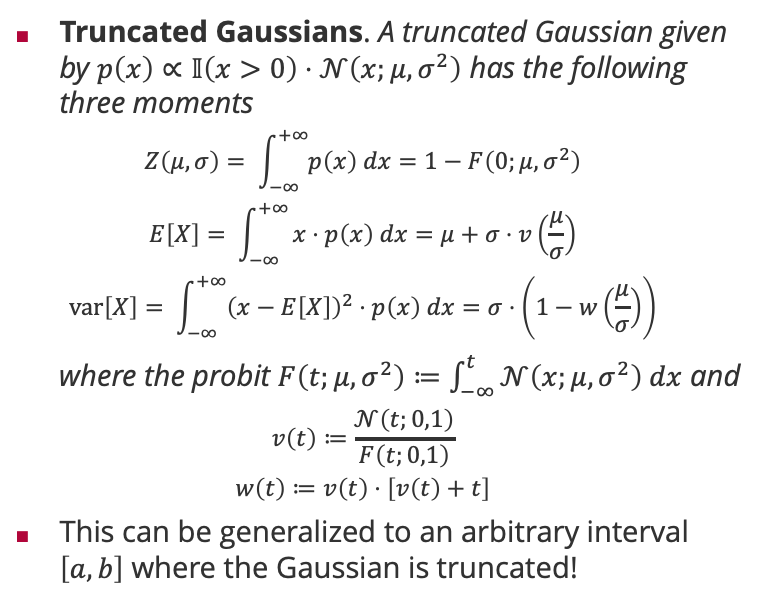 ▪ Truncated Gaussians. A truncated Gaussian given
by p(x) ∝ 𝕀(x > 0) · 𝒩(x; μ, σ²) has the following
three moments
Z(μ, σ) = ∫_{−∞}^{+∞} p(x) dx = 1 − F(0; μ, σ²)
E[X] = ∫_{−∞}^{+∞} x · p(x) dx = μ + σ · v(μ/σ)
var[X] = ∫_{−∞}^{+∞} (x − E[X])² · p(x) dx = σ · (1 − w(μ/σ))
where the probit F(t; μ, σ²) ≔ ∫_{−∞}^{t} 𝒩(x; μ, σ²) dx and
v(t) ≔ 𝒩(t; 0,1) / F(t; 0,1)
w(t) ≔ v(t) · [v(t) + t]
▪ This can be generalized to an arbitrary interval
[a, b] where the Gaussian is truncated!